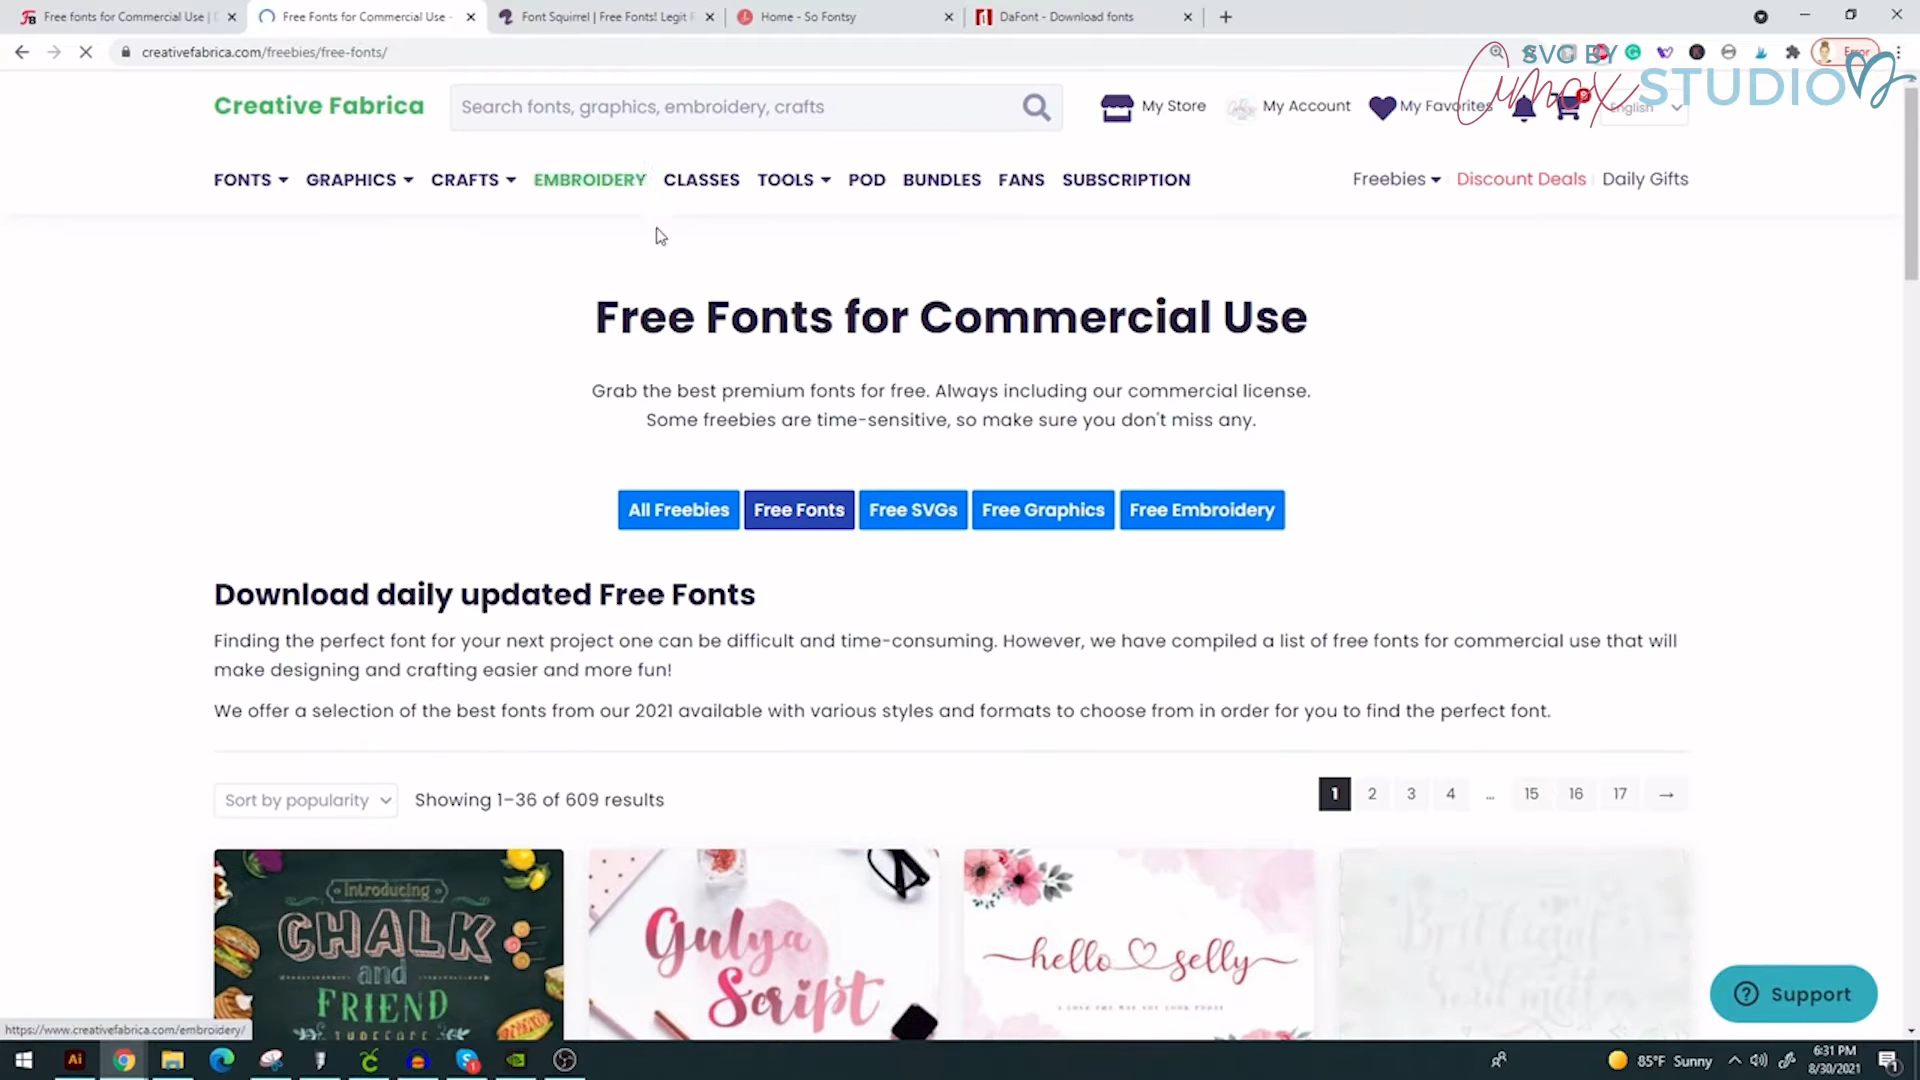 Free fonts for Commercial Use |
Free Fonts for Commercial Use -
Font Squirrel | Free Fonts! Legit F
Home - So Fontsy
DaFont - Download fonts
creativefabrica.com/freebies/free-fonts/
Error
SVG BY
STUDIO
Creative Fabrica
Search fonts, graphics, embroidery, crafts
My Store
My Account
My Favorites
English
FONTS
GRAPHICS
CRAFTS
EMBROIDERY
CLASSES
TOOLS
POD
BUNDLES
FANS
SUBSCRIPTION
Freebies
Discount Deals
Daily Gifts
Free Fonts for Commercial Use
Grab the best premium fonts for free. Always including our commercial license.
Some freebies are time-sensitive, so make sure you don't miss any.
All Freebies
Free Fonts
Free SVGs
Free Graphics
Free Embroidery
Download daily updated Free Fonts
Finding the perfect font for your next project one can be difficult and time-consuming. However, we have compiled a list of free fonts for commercial use that will
make designing and crafting easier and more fun!
We offer a selection of the best fonts from our 2021 available with various styles and formats to choose from in order for you to find the perfect font.
Sort by popularity
Showing 1–36 of 609 results
1 2 3 4 ... 15 16 17 →
Introducing
CHALK
and
FRIEND
TYPEFACE
Gulya
Script
hello selly
Support
https://www.creativefabrica.com/embroidery/
85°F Sunny
6:31 PM
8/30/2021